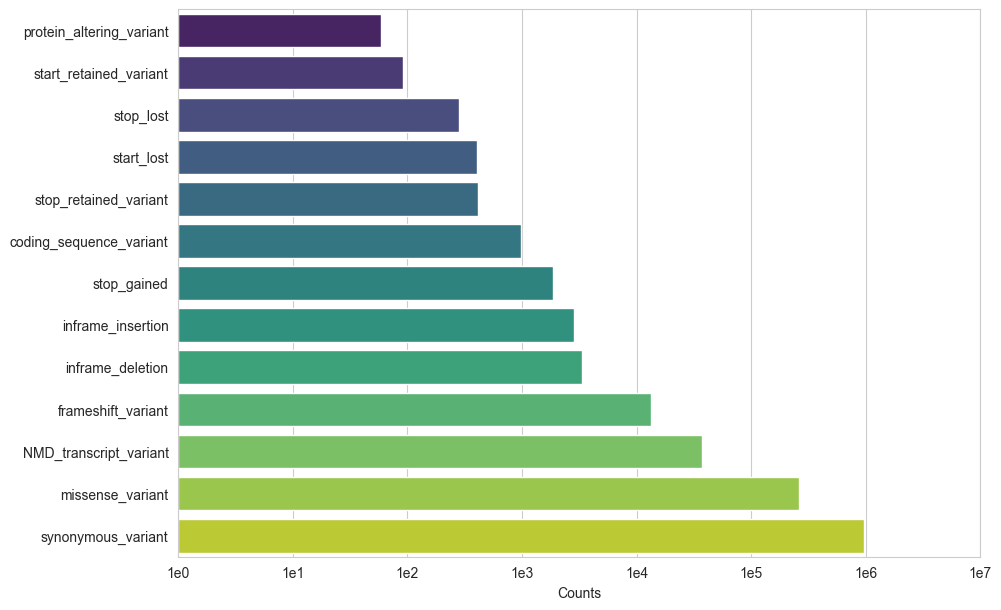 protein_altering_variant
start_retained_variant
stop_lost
start_lost
stop_retained_variant
coding_sequence_variant
stop_gained
inframe_insertion
inframe_deletion
frameshift_variant
NMD_transcript_variant
missense_variant
synonymous_variant
1e0 1e1 1e2 1e3 1e4 1e5 1e6 1e7
Counts